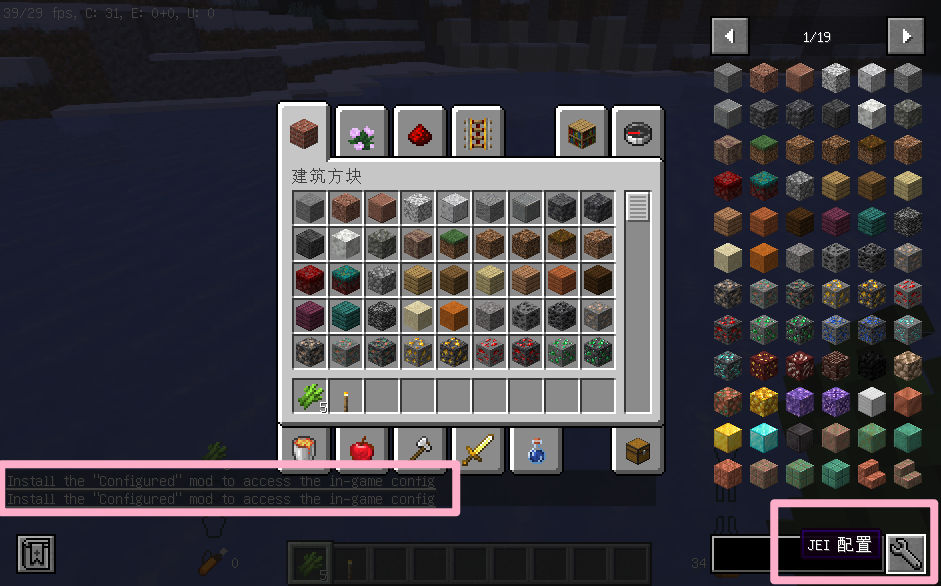 39/29 fps, C: 31, E: 0+0, U: 0
1/19
建筑方块
5
Install the "Configured" mod to access the in-game config
Install the "Configured" mod to access the in-game config
JEI 配置
0
34
5